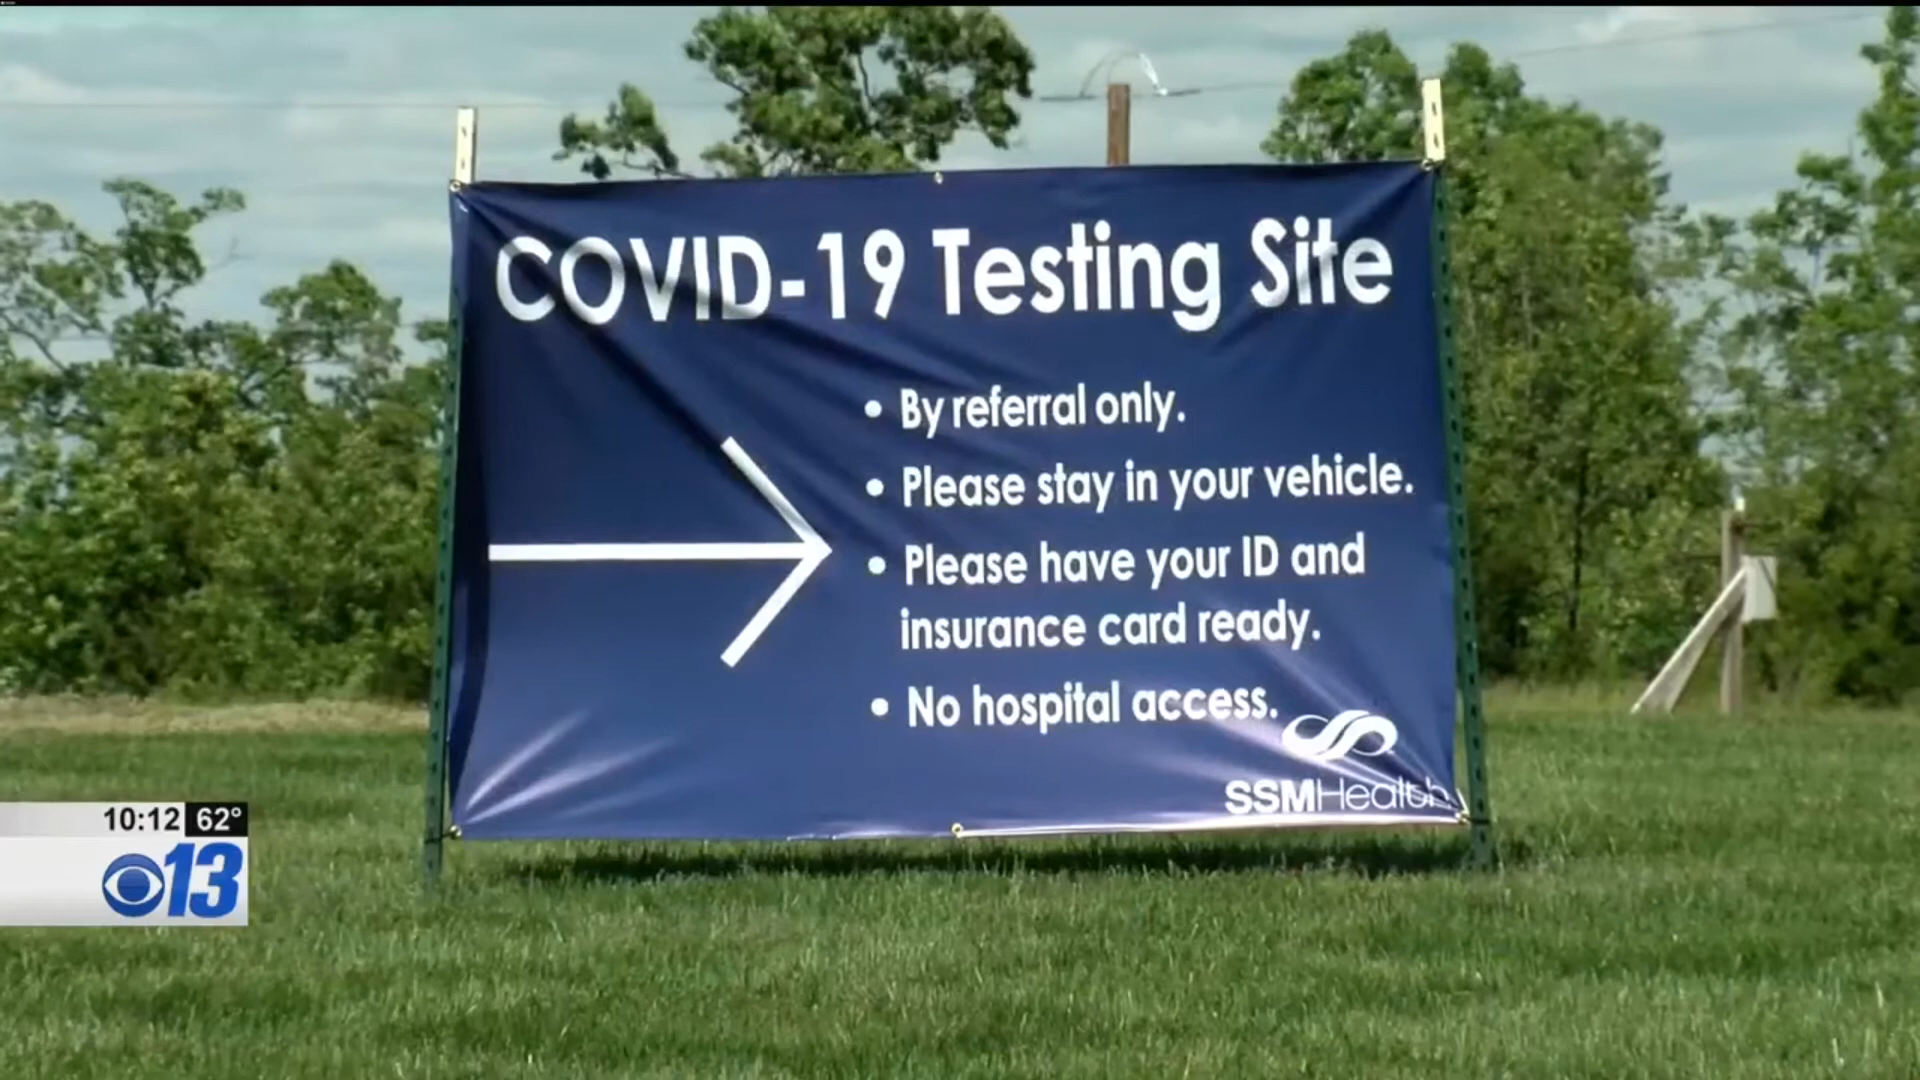 COVID-19 Testing Site
• By referral only.
• Please stay in your vehicle.
• Please have your ID and
insurance card ready.
• No hospital access.
SSMHealth
10:12 62°
13